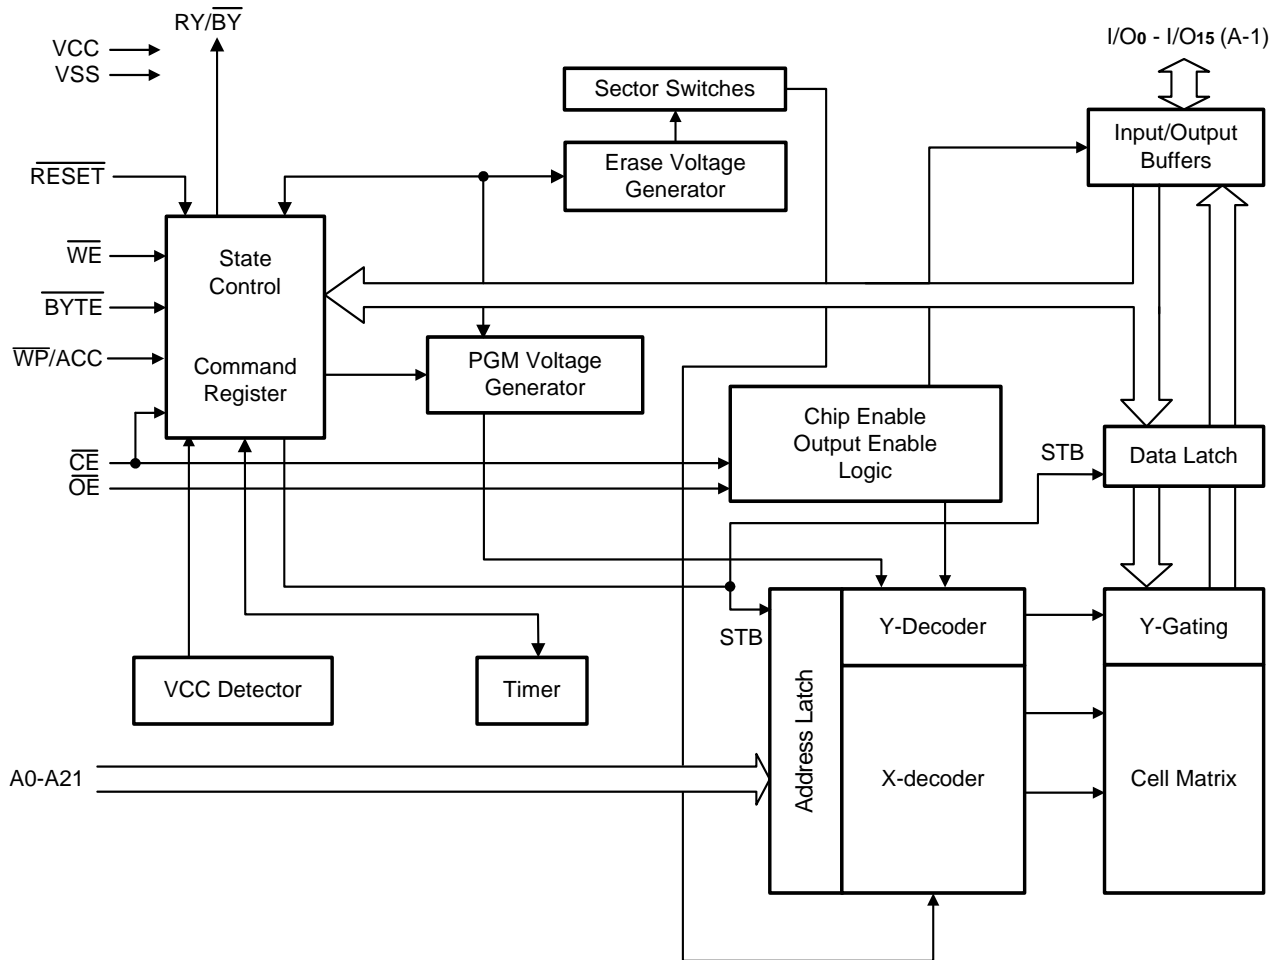 RY/BY
VCC
VSS
I/O0 - I/O15 (A-1)
Sector Switches
Input/Output
Buffers
Erase Voltage
Generator
RESET
WE
State
Control
BYTE
WP/ACC
Command
Register
PGM Voltage
Generator
Chip Enable
Output Enable
Logic
CE
OE
STB
Data Latch
STB
Address Latch
Y-Decoder
Y-Gating
VCC Detector
Timer
A0-A21
X-decoder
Cell Matrix